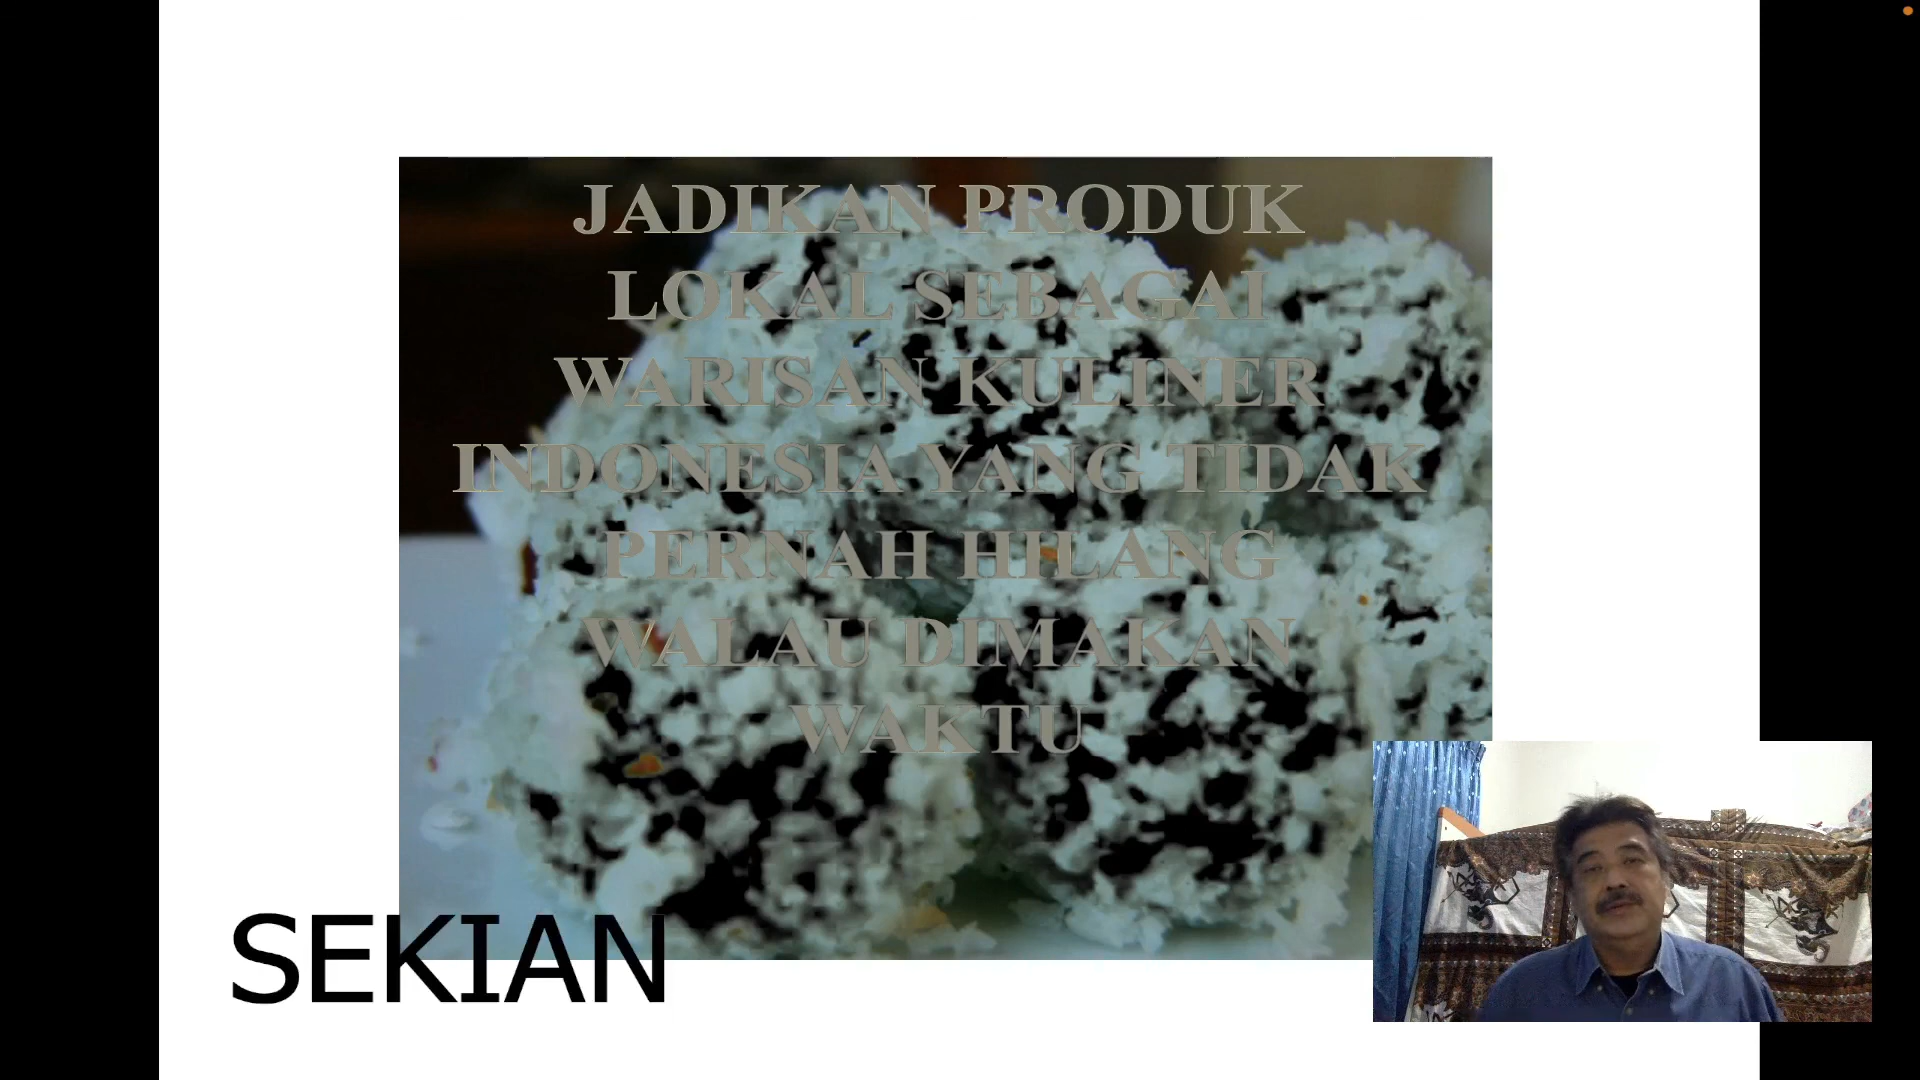 JADIKAN PRODUK
LOKAL SEBAGAI
WARISAN KULINER
INDONESIA YANG TIDAK
PERNAH HILANG
WALAU DIMAKAN
WAKTU
SEKIAN